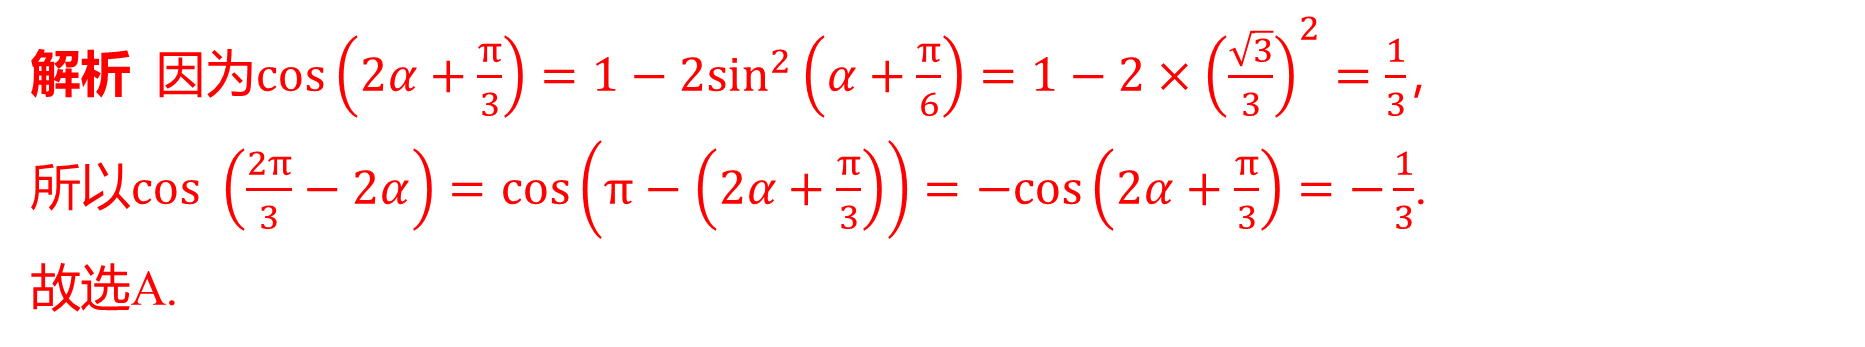 解析 因为cos(2α + π/3) = 1 − 2sin²(α + π/6) = 1 − 2 × (√3/3)² = 1/3,
所以cos (2π/3 − 2α) = cos(π − (2α + π/3)) = −cos(2α + π/3) = −1/3.
故选A.